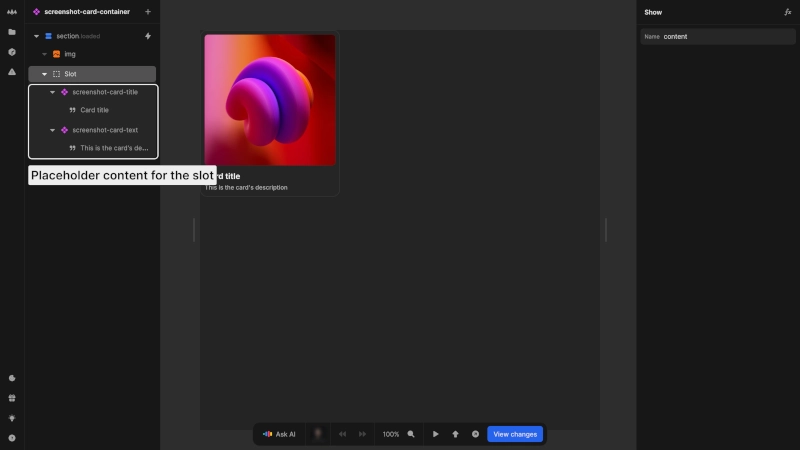 screenshot-card-container
section loaded
img
Slot
screenshot-card-title
Card title
screenshot-card-text
This is the card's de...
Placeholder content for the slot
rd title
This is the card's description
Show
fx
Name content
Ask AI
100%
View changes